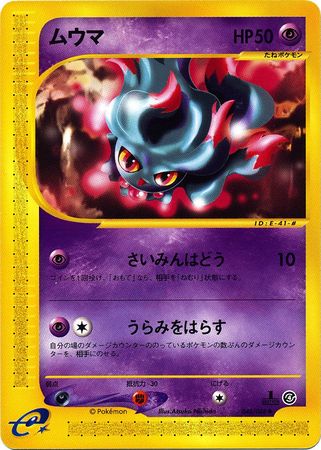 ムウマ HP50
たねポケモン
ID:E-41-#
さいみんはどう 10
コインを1回投げ、「おもて」なら、相手を「ねむり」状態にする。
うらみをはらす
自分の場のダメージカウンターののっているポケモンの数ぶんのダメージカウンターを、相手にのせる。
弱点 抵抗力 -30 にげる
©Pokémon Illus.Atsuko Nishida
1
EDITION
e